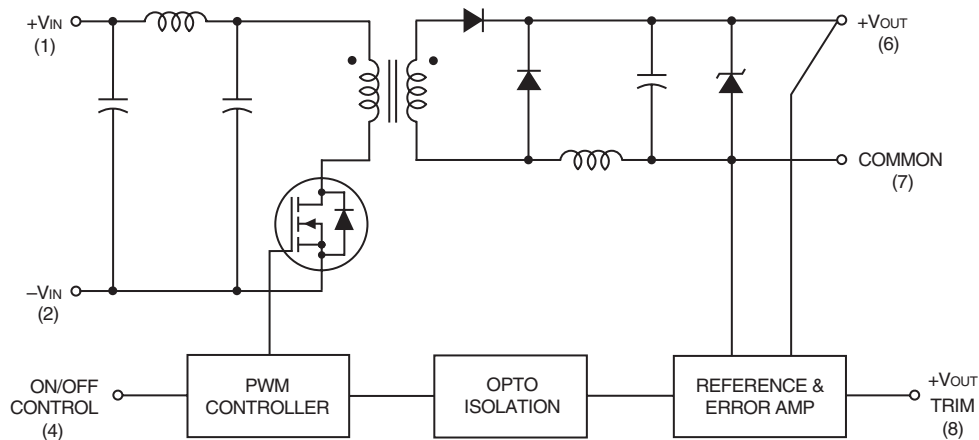 +VIN
(1)
+VOUT
(6)
COMMON
(7)
–VIN
(2)
ON/OFF
CONTROL
(4)
PWM
CONTROLLER
OPTO
ISOLATION
REFERENCE &
ERROR AMP
+VOUT
TRIM
(8)